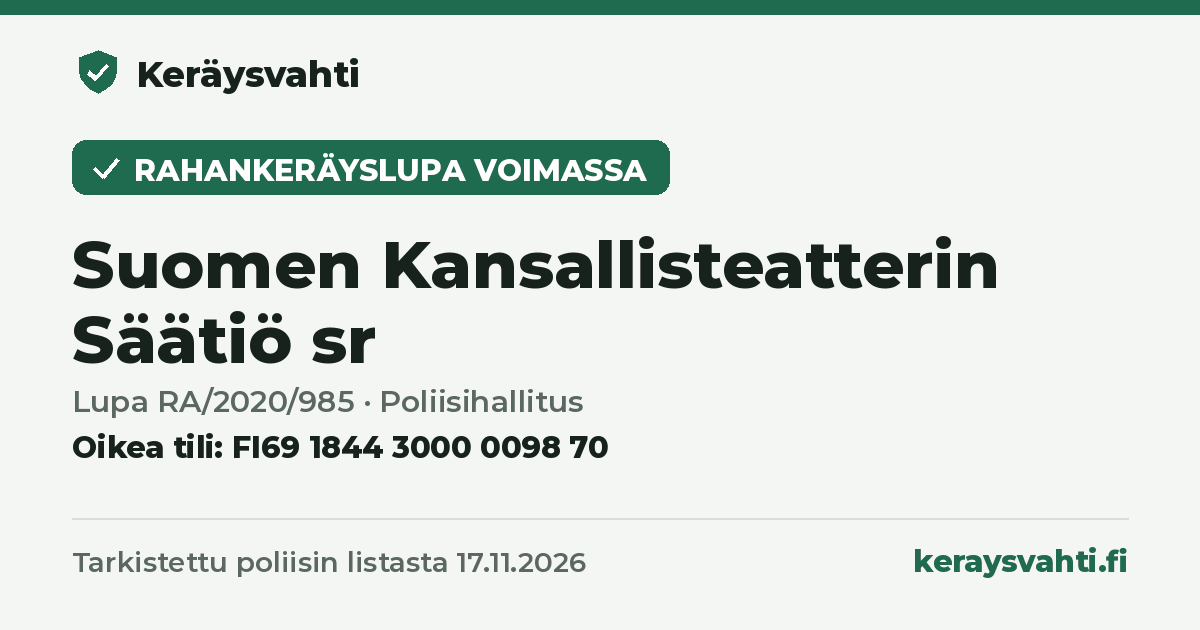 Keräysvahti
RAHANKERÄYSLUPA VOIMASSA
Suomen Kansallisteatterin
Säätiö sr
Lupa RA/2020/985 · Poliisihallitus
Oikea tili: FI69 1844 3000 0098 70
Tarkistettu poliisin listasta 17.11.2026
keraysvahti.fi